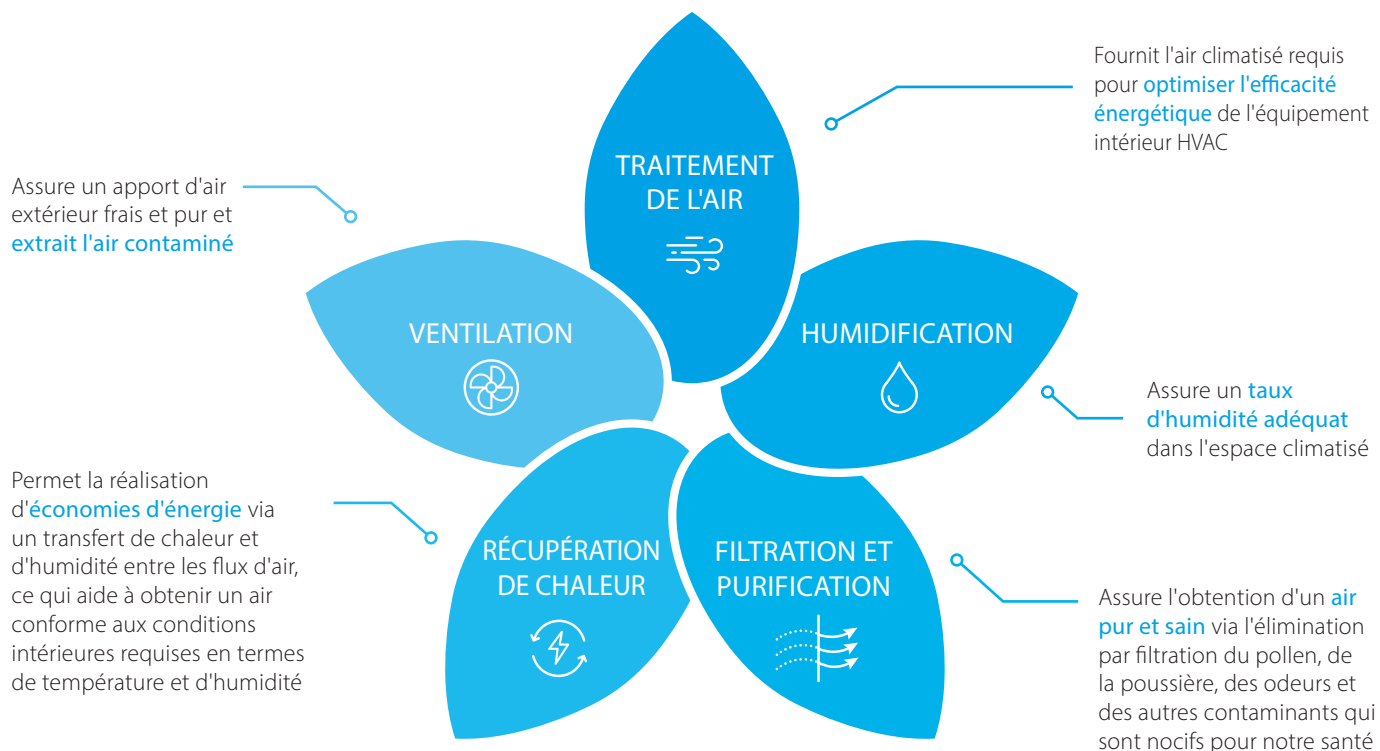 Fournit l'air climatisé requis
pour optimiser l'efficacité
énergétique de l'équipement
intérieur HVAC
TRAITEMENT
DE L'AIR
Assure un apport d'air
extérieur frais et pur et
extrait l'air contaminé
VENTILATION
HUMIDIFICATION
Assure un taux
d'humidité adéquat
dans l'espace climatisé
Permet la réalisation
d'économies d'énergie via
un transfert de chaleur et
d'humidité entre les flux d'air,
ce qui aide à obtenir un air
conforme aux conditions
intérieures requises en termes
de température et d'humidité
RÉCUPÉRATION
DE CHALEUR
FILTRATION ET
PURIFICATION
Assure l'obtention d'un air
pur et sain via l'élimination
par filtration du pollen, de
la poussière, des odeurs et
des autres contaminants qui
sont nocifs pour notre santé